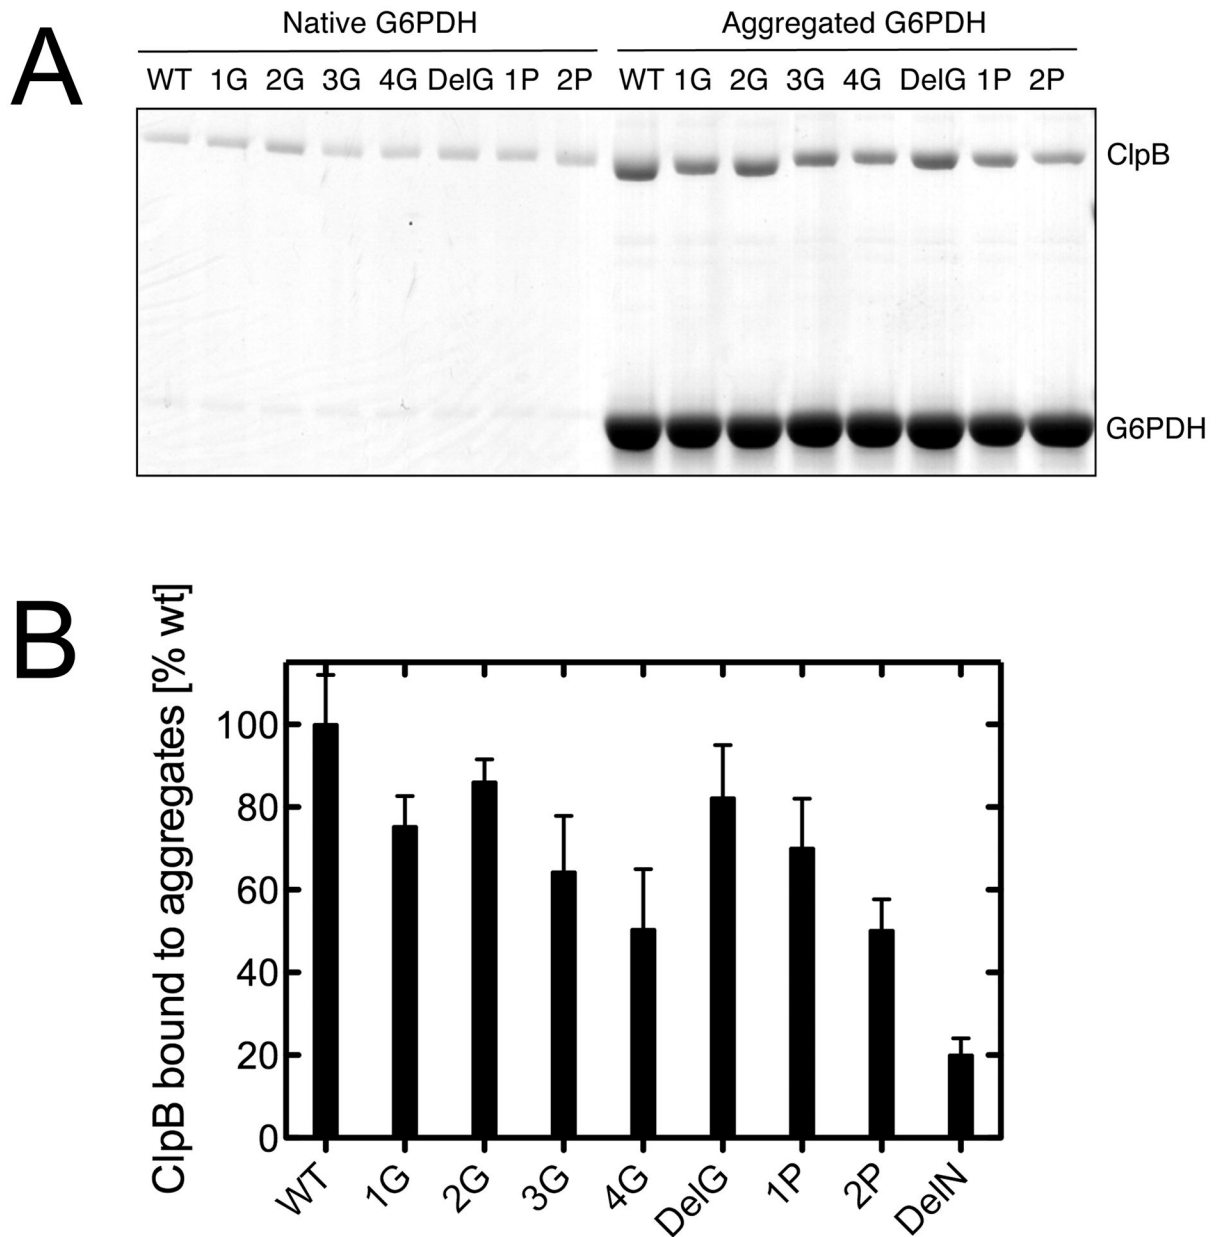 A
Native G6PDH Aggregated G6PDH
WT 1G 2G 3G 4G DelG 1P 2P WT 1G 2G 3G 4G DelG 1P 2P
ClpB
G6PDH
B
ClpB bound to aggregates [% wt]
100
80
60
40
20
0
WT 1G 2G 3G 4G DelG 1P 2P DelN